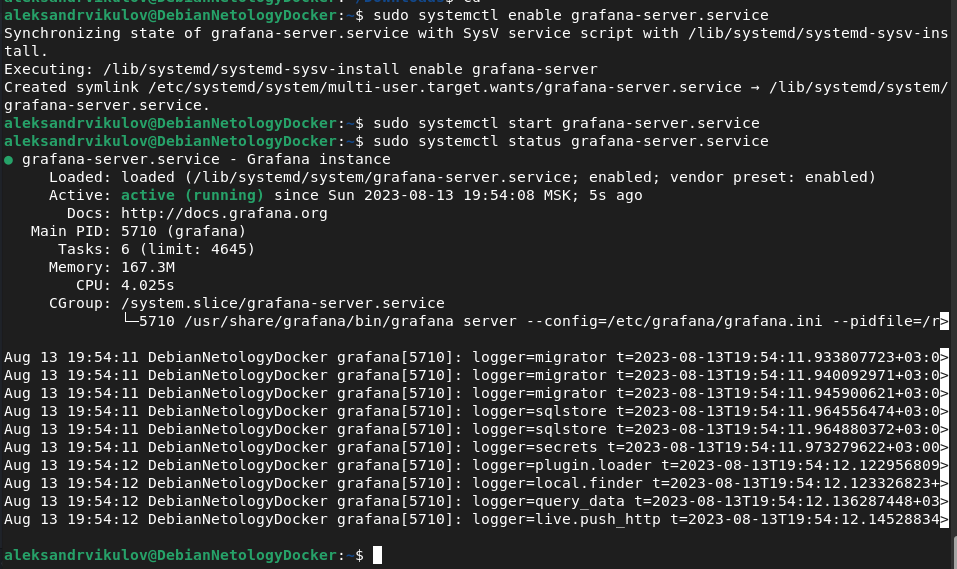 aleksandrvikulov@DebianNetologyDocker:~$ sudo systemctl enable grafana-server.service
Synchronizing state of grafana-server.service with SysV service script with /lib/systemd/systemd-sysv-ins
tall.
Executing: /lib/systemd/systemd-sysv-install enable grafana-server
Created symlink /etc/systemd/system/multi-user.target.wants/grafana-server.service → /lib/systemd/system/
grafana-server.service.
aleksandrvikulov@DebianNetologyDocker:~$ sudo systemctl start grafana-server.service
aleksandrvikulov@DebianNetologyDocker:~$ sudo systemctl status grafana-server.service
● grafana-server.service - Grafana instance
     Loaded: loaded (/lib/systemd/system/grafana-server.service; enabled; vendor preset: enabled)
     Active: active (running) since Sun 2023-08-13 19:54:08 MSK; 5s ago
       Docs: http://docs.grafana.org
   Main PID: 5710 (grafana)
      Tasks: 6 (limit: 4645)
     Memory: 167.3M
        CPU: 4.025s
     CGroup: /system.slice/grafana-server.service
             └─5710 /usr/share/grafana/bin/grafana server --config=/etc/grafana/grafana.ini --pidfile=/r>
Aug 13 19:54:11 DebianNetologyDocker grafana[5710]: logger=migrator t=2023-08-13T19:54:11.933807723+03:0>
Aug 13 19:54:11 DebianNetologyDocker grafana[5710]: logger=migrator t=2023-08-13T19:54:11.940092971+03:0>
Aug 13 19:54:11 DebianNetologyDocker grafana[5710]: logger=migrator t=2023-08-13T19:54:11.945900621+03:0>
Aug 13 19:54:11 DebianNetologyDocker grafana[5710]: logger=sqlstore t=2023-08-13T19:54:11.964556474+03:0>
Aug 13 19:54:11 DebianNetologyDocker grafana[5710]: logger=sqlstore t=2023-08-13T19:54:11.964880372+03:0>
Aug 13 19:54:11 DebianNetologyDocker grafana[5710]: logger=secrets t=2023-08-13T19:54:11.973279622+03:00>
Aug 13 19:54:12 DebianNetologyDocker grafana[5710]: logger=plugin.loader t=2023-08-13T19:54:12.122956809>
Aug 13 19:54:12 DebianNetologyDocker grafana[5710]: logger=local.finder t=2023-08-13T19:54:12.123326823+>
Aug 13 19:54:12 DebianNetologyDocker grafana[5710]: logger=query_data t=2023-08-13T19:54:12.136287448+03>
Aug 13 19:54:12 DebianNetologyDocker grafana[5710]: logger=live.push_http t=2023-08-13T19:54:12.14528834>
aleksandrvikulov@DebianNetologyDocker:~$